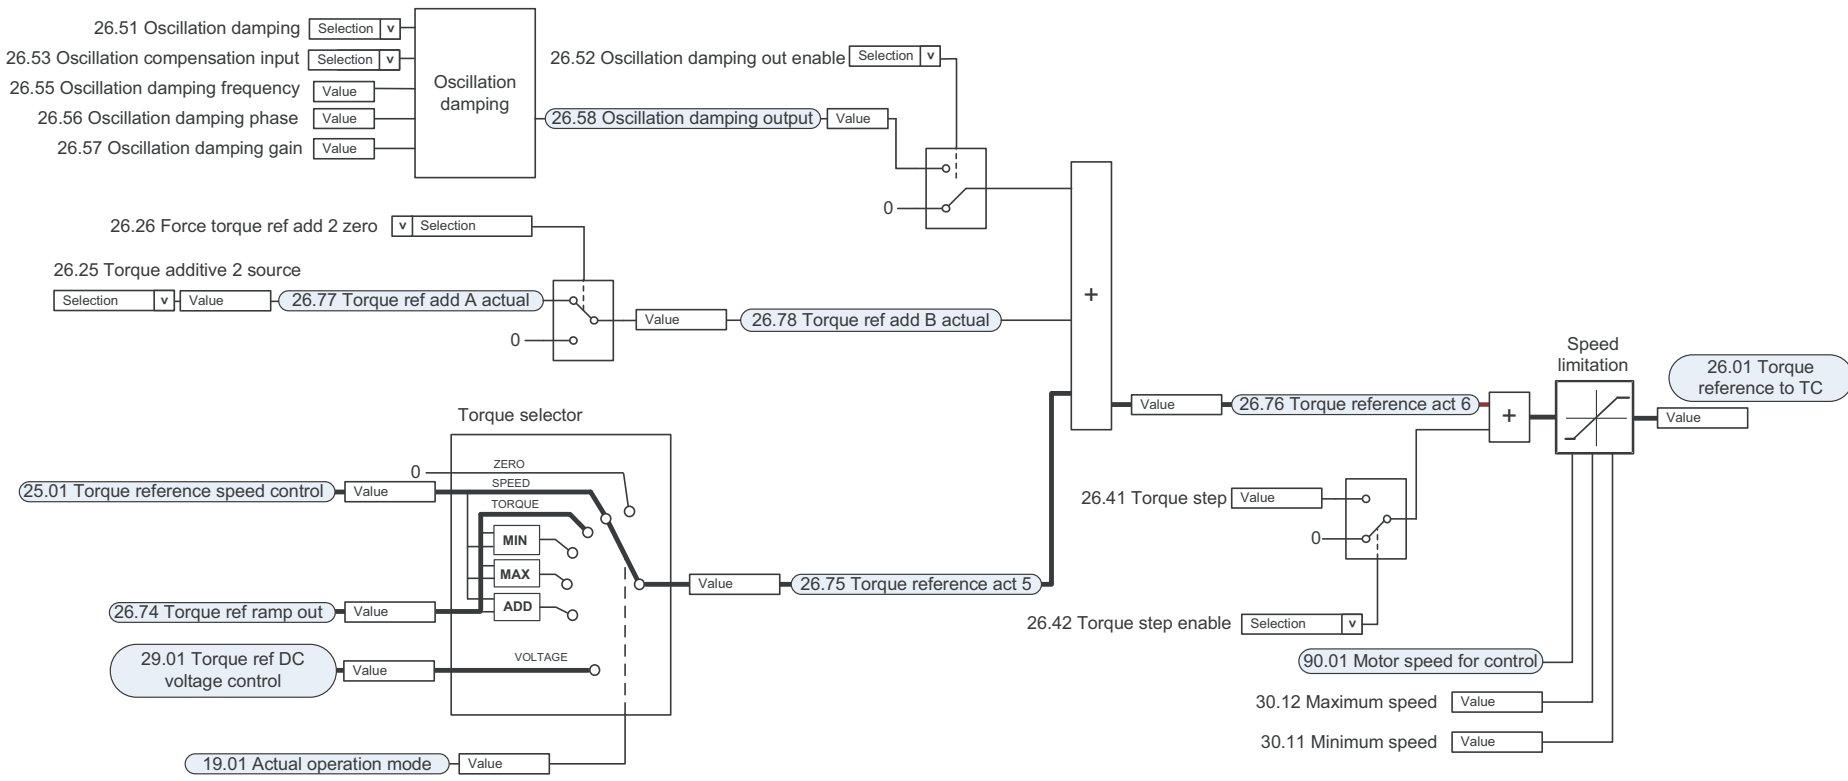 26.51 Oscillation damping
Selection
v
26.53 Oscillation compensation input
Selection
v
26.55 Oscillation damping frequency
Value
26.56 Oscillation damping phase
Value
26.57 Oscillation damping gain
Value
Oscillation
damping
26.52 Oscillation damping out enable
Selection
v
26.58 Oscillation damping output
Value
0
26.26 Force torque ref add 2 zero
v
Selection
26.25 Torque additive 2 source
Selection
v
Value
26.77 Torque ref add A actual
0
Value
26.78 Torque ref add B actual
+
Torque selector
0
ZERO
25.01 Torque reference speed control
Value
SPEED
TORQUE
MIN
MAX
ADD
26.74 Torque ref ramp out
Value
29.01 Torque ref DC
voltage control
Value
VOLTAGE
19.01 Actual operation mode
Value
Value
26.75 Torque reference act 5
Value
26.76 Torque reference act 6
+
Speed
limitation
26.01 Torque
reference to TC
Value
26.41 Torque step
Value
0
26.42 Torque step enable
Selection
v
90.01 Motor speed for control
30.12 Maximum speed
Value
30.11 Minimum speed
Value